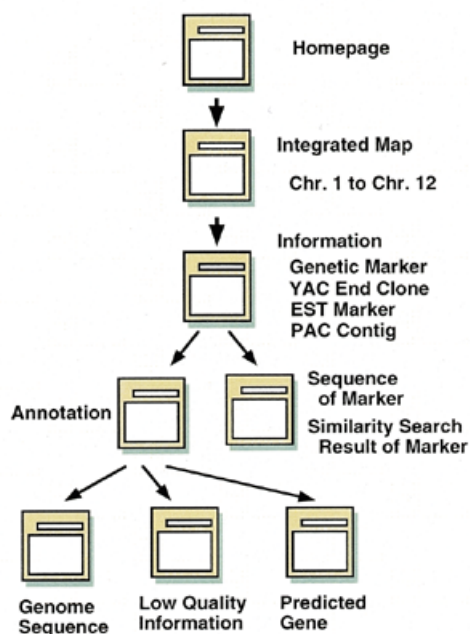 Homepage
Integrated Map
Chr. 1 to Chr. 12
Information
Genetic Marker
YAC End Clone
EST Marker
PAC Contig
Annotation
Sequence
of Marker
Similarity Search
Result of Marker
Genome
Sequence
Low Quality
Information
Predicted
Gene